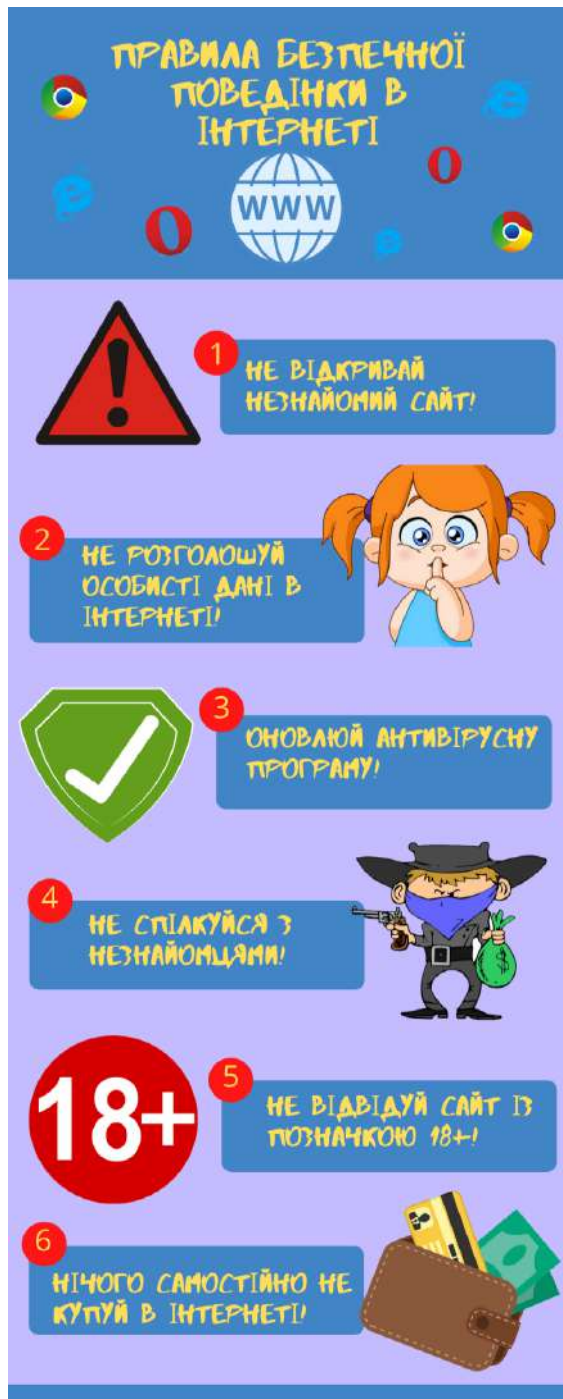 ПРАВИЛА БЕЗПЕЧНОЇ
ПОВЕДІНКИ В
ІНТЕРНЕТІ
WWW
1
НЕ ВІДКРИВАЙ
НЕЗНАЙОМИЙ САЙТ!
2
НЕ РОЗГОЛОШУЙ
ОСОБИСТІ ДАНІ В
ІНТЕРНЕТІ!
3
ОНОВЛЮЙ АНТИВІРУСНУ
ПРОГРАМУ!
4
НЕ СПІЛКУЙСЯ З
НЕЗНАЙОМЦЯМИ!
18+
5
НЕ ВІДВІДУЙ САЙТ ІЗ
ПОЗНАЧКОЮ 18+!
6
НІЧОГО САМОСТІЙНО НЕ
КУПУЙ В ІНТЕРНЕТІ!